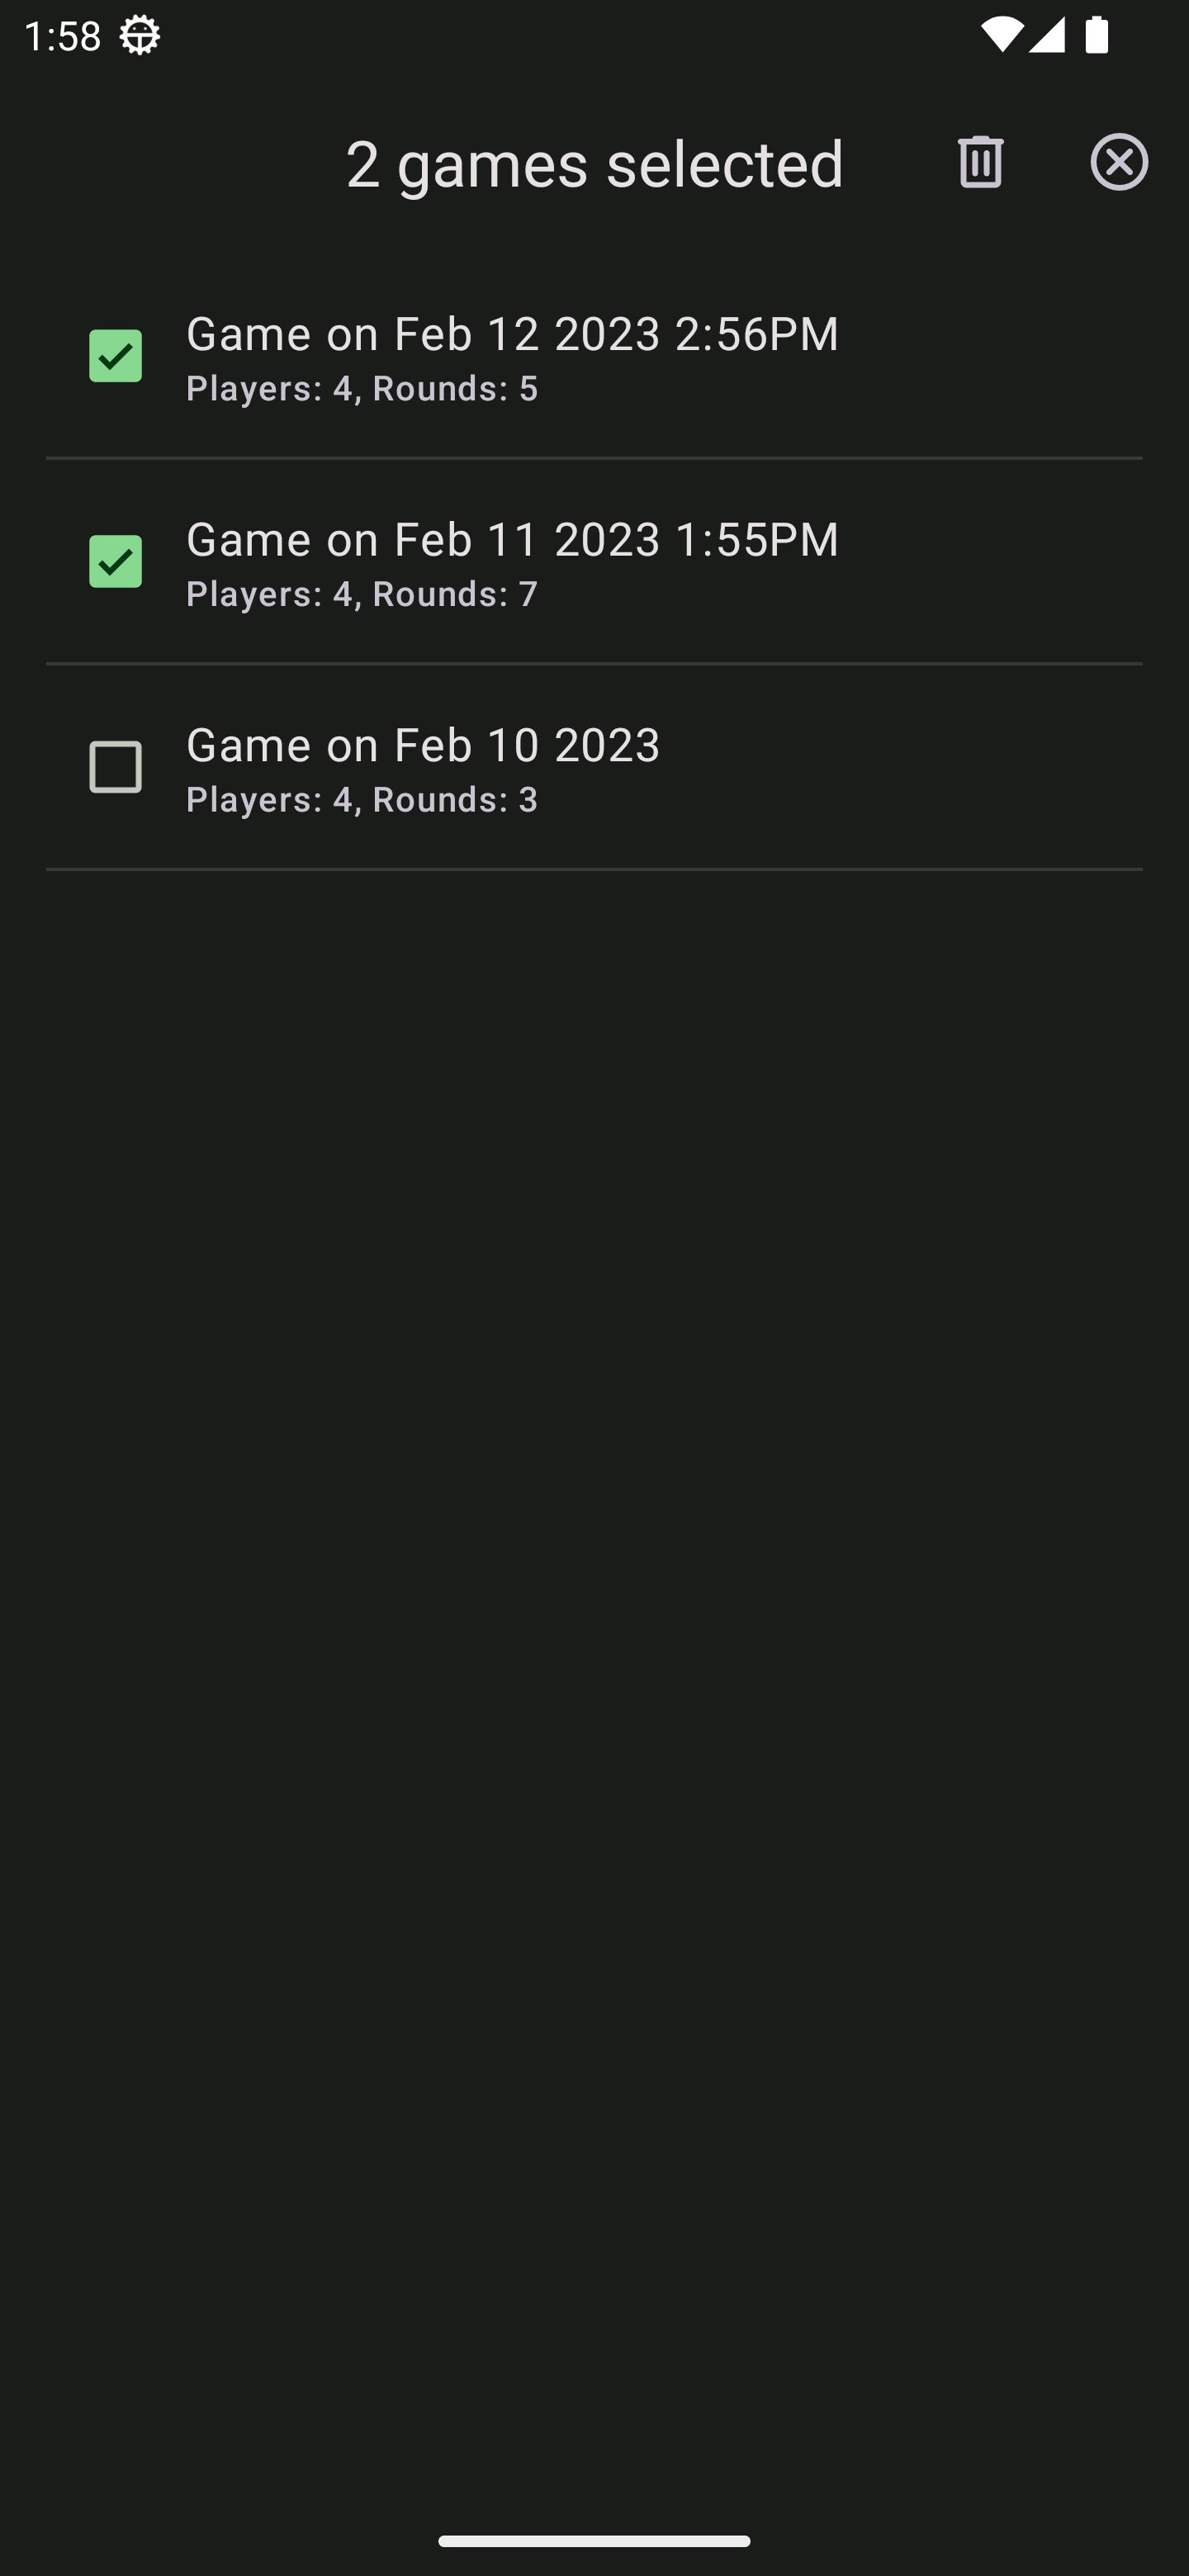 1:58
2 games selected
Game on Feb 12 2023 2:56PM
Players: 4, Rounds: 5
Game on Feb 11 2023 1:55PM
Players: 4, Rounds: 7
Game on Feb 10 2023
Players: 4, Rounds: 3